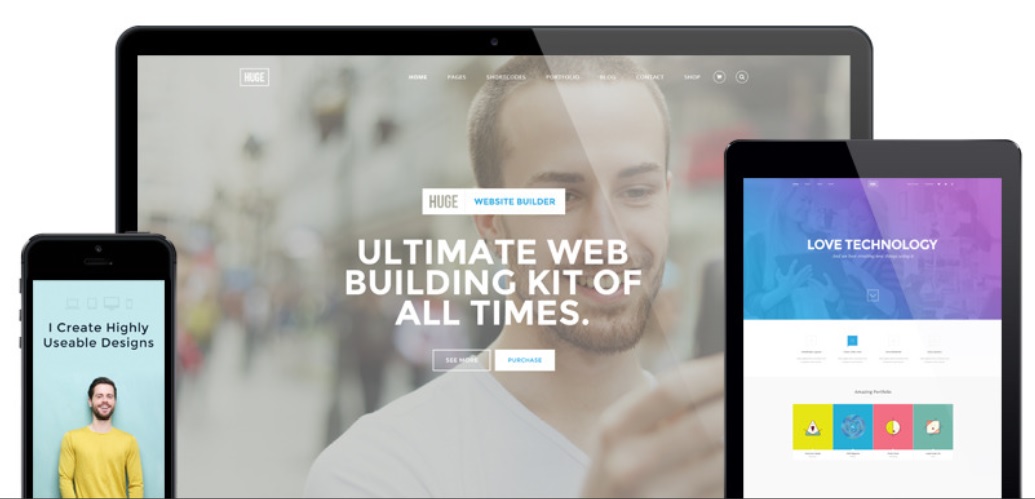 HUGE
HOME PAGES SHORTCODES PORTFOLIO BLOG CONTACT SHOP
HUGE WEBSITE BUILDER
ULTIMATE WEB
BUILDING KIT OF
ALL TIMES.
SEE MORE PURCHASE
I Create Highly
Useable Designs
LOVE TECHNOLOGY
Amazing Portfolio